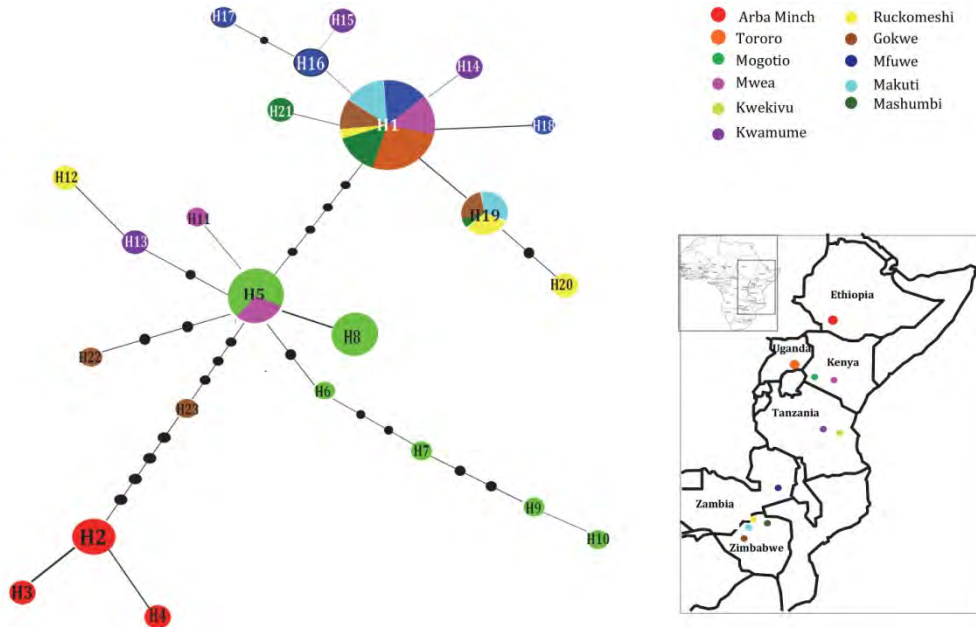 H17
H15
H16
H14
H21
H1
H18
H12
H11
H19
H13
H20
H5
H8
H22
H6
H23
H7
H9
H2
H10
H3
H4
Arba Minch
Tororo
Mogotio
Mwea
Kwekivu
Kwamume
Ruckomeshi
Gokwe
Mfuwe
Makuti
Mashumbi
Ethiopia
Uganda
Kenya
Tanzania
Zambia
Zimbabwe